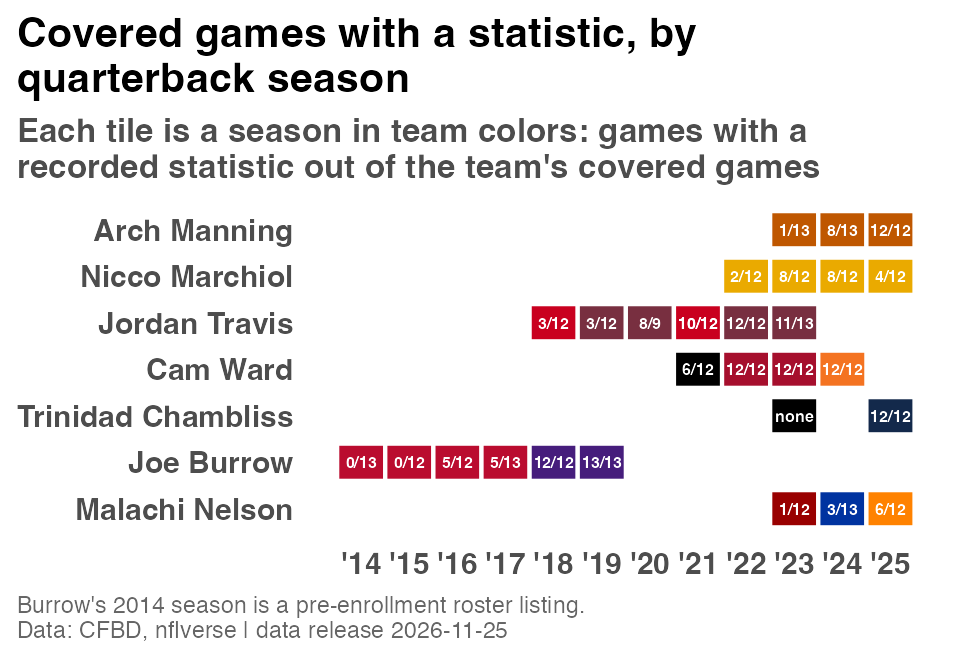 Covered games with a statistic, by
quarterback season
Each tile is a season in team colors: games with a
recorded statistic out of the team's covered games
Arch Manning 1/13 8/13 12/12
Nicco Marchiol 2/12 8/12 8/12 4/12
Jordan Travis 3/12 3/12 8/9 10/12 12/12 11/13
Cam Ward 6/12 12/12 12/12 12/12
Trinidad Chambliss none 12/12
Joe Burrow 0/13 0/12 5/12 5/13 12/12 13/13
Malachi Nelson 1/12 3/13 6/12
'14 '15 '16 '17 '18 '19 '20 '21 '22 '23 '24 '25
Burrow's 2014 season is a pre-enrollment roster listing.
Data: CFBD, nflverse | data release 2026-11-25